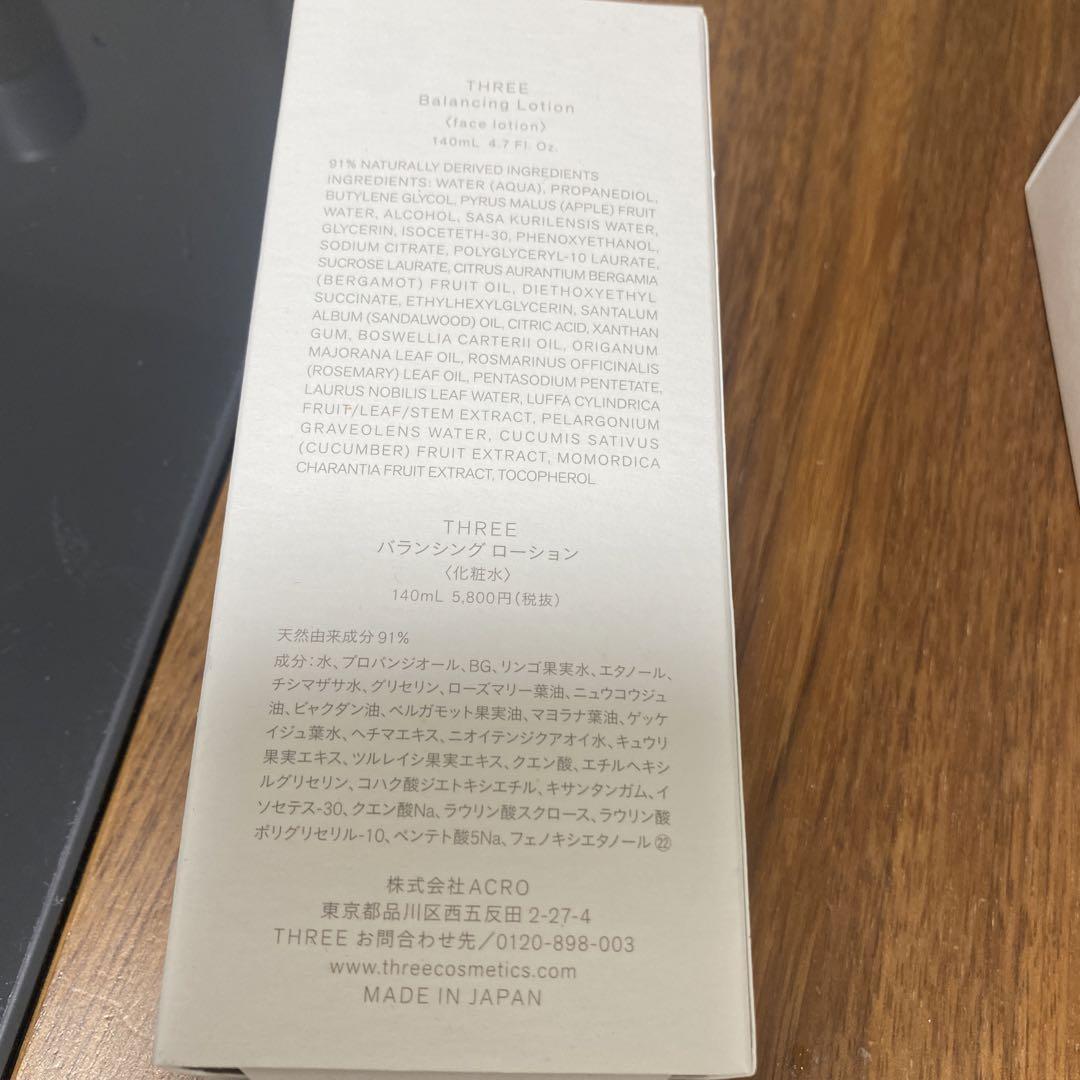 THREE
Balancing Lotion
〈face lotion〉
140mL 4.7 Fl. Oz.
91% NATURALLY DERIVED INGREDIENTS
INGREDIENTS: WATER (AQUA), PROPANEDIOL,
BUTYLENE GLYCOL, PYRUS MALUS (APPLE) FRUIT
WATER, ALCOHOL, SASA KURILENSIS WATER,
GLYCERIN, ISOCETETH-30, PHENOXYETHANOL,
SODIUM CITRATE, POLYGLYCERYL-10 LAURATE,
SUCROSE LAURATE, CITRUS AURANTIUM BERGAMIA
(BERGAMOT) FRUIT OIL, DIETHOXYETHYL
SUCCINATE, ETHYLHEXYLGLYCERIN, SANTALUM
ALBUM (SANDALWOOD) OIL, CITRIC ACID, XANTHAN
GUM, BOSWELLIA CARTERII OIL, ORIGANUM
MAJORANA LEAF OIL, ROSMARINUS OFFICINALIS
(ROSEMARY) LEAF OIL, PENTASODIUM PENTETATE,
LAURUS NOBILIS LEAF WATER, LUFFA CYLINDRICA
FRUIT/LEAF/STEM EXTRACT, PELARGONIUM
GRAVEOLENS WATER, CUCUMIS SATIVUS
(CUCUMBER) FRUIT EXTRACT, MOMORDICA
CHARANTIA FRUIT EXTRACT, TOCOPHEROL
THREE
バランシング ローション
〈化粧水〉
140mL 5,800円(税抜)
天然由来成分 91%
成分:水、プロパンジオール、BG、リンゴ果実水、エタノール、
チシマザサ水、グリセリン、ローズマリー葉油、ニュウコウジュ
油、ビャクダン油、ベルガモット果実油、マヨラナ葉油、ゲッケ
イジュ葉水、ヘチマエキス、ニオイテンジクアオイ水、キュウリ
果実エキス、ツルレイシ果実エキス、クエン酸、エチルヘキシ
ルグリセリン、コハク酸ジエトキシエチル、キサンタンガム、イ
ソセテス-30、クエン酸Na、ラウリン酸スクロース、ラウリン酸
ポリグリセリル-10、ペンテト酸5Na、フェノキシエタノール ㉒
株式会社ACRO
東京都品川区西五反田 2-27-4
THREE お問合わせ先/0120-898-003
www.threecosmetics.com
MADE IN JAPAN